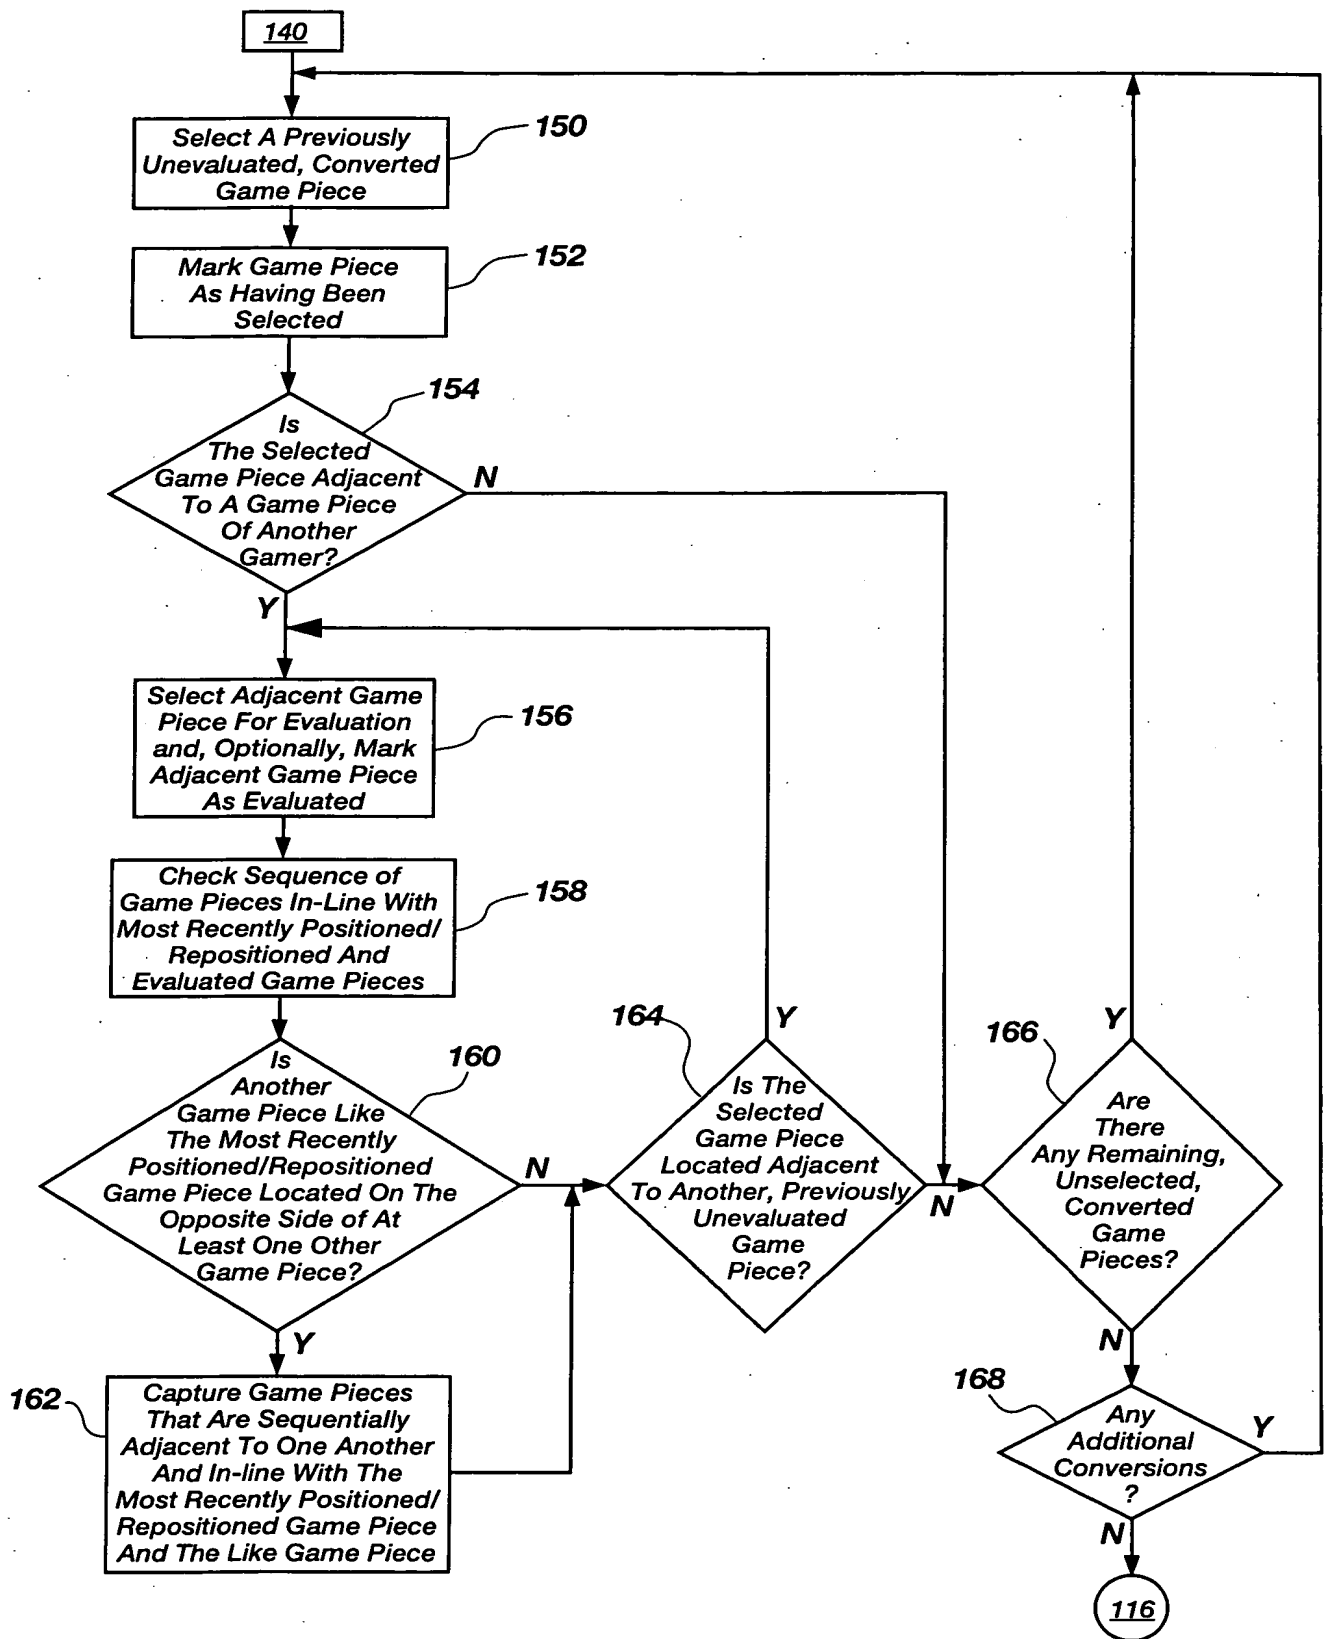 140
Select A Previously
Unevaluated, Converted
Game Piece
150
Mark Game Piece
As Having Been
Selected
152
154
Is
The Selected
Game Piece Adjacent
To A Game Piece
Of Another
Gamer?
N
Y
Select Adjacent Game
Piece For Evaluation
and, Optionally, Mark
Adjacent Game Piece
As Evaluated
156
Check Sequence of
Game Pieces In-Line With
Most Recently Positioned/
Repositioned And
Evaluated Game Pieces
158
160
Is
Another
Game Piece Like
The Most Recently
Positioned/Repositioned
Game Piece Located On The
Opposite Side of At
Least One Other
Game Piece?
N
Y
162
Capture Game Pieces
That Are Sequentially
Adjacent To One Another
And In-line With The
Most Recently Positioned/
Repositioned Game Piece
And The Like Game Piece
164
Y
Is The
Selected
Game Piece
Located Adjacent
To Another, Previously
Unevaluated
Game
Piece?
N
166
Y
Are
There
Any Remaining,
Unselected,
Converted
Game
Pieces?
N
168
Any
Additional
Conversions
?
Y
N
116